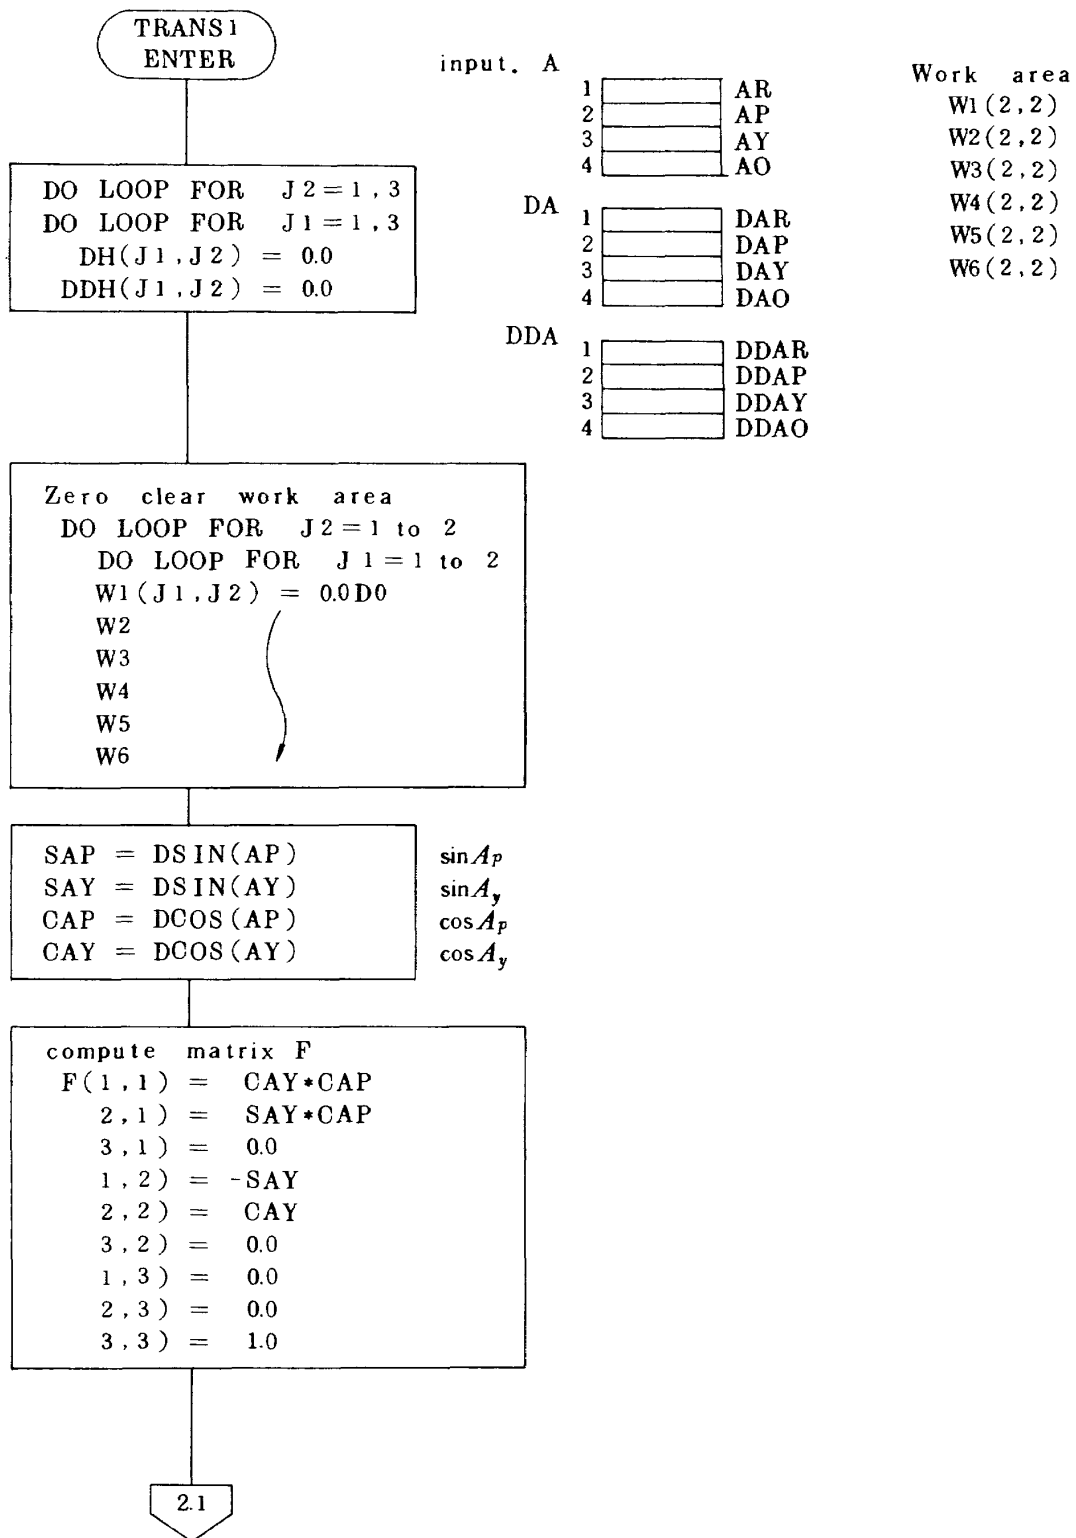 TRANS1
ENTER
input. A
1 AR
2 AP
3 AY
4 AO
DA
1 DAR
2 DAP
3 DAY
4 DAO
DDA
1 DDAR
2 DDAP
3 DDAY
4 DDAO
Work area
W1(2,2)
W2(2,2)
W3(2,2)
W4(2,2)
W5(2,2)
W6(2,2)
DO LOOP FOR J2=1,3
DO LOOP FOR J1=1,3
DH(J1,J2) = 0.0
DDH(J1,J2) = 0.0
Zero clear work area
DO LOOP FOR J2=1 to 2
DO LOOP FOR J1=1 to 2
W1(J1,J2) = 0.0D0
W2
W3
W4
W5
W6
SAP = DSIN(AP)
SAY = DSIN(AY)
CAP = DCOS(AP)
CAY = DCOS(AY)
sinAp
sinAy
cosAp
cosAy
compute matrix F
F(1,1) = CAY*CAP
2,1) = SAY*CAP
3,1) = 0.0
1,2) = -SAY
2,2) = CAY
3,2) = 0.0
1,3) = 0.0
2,3) = 0.0
3,3) = 1.0
2.1